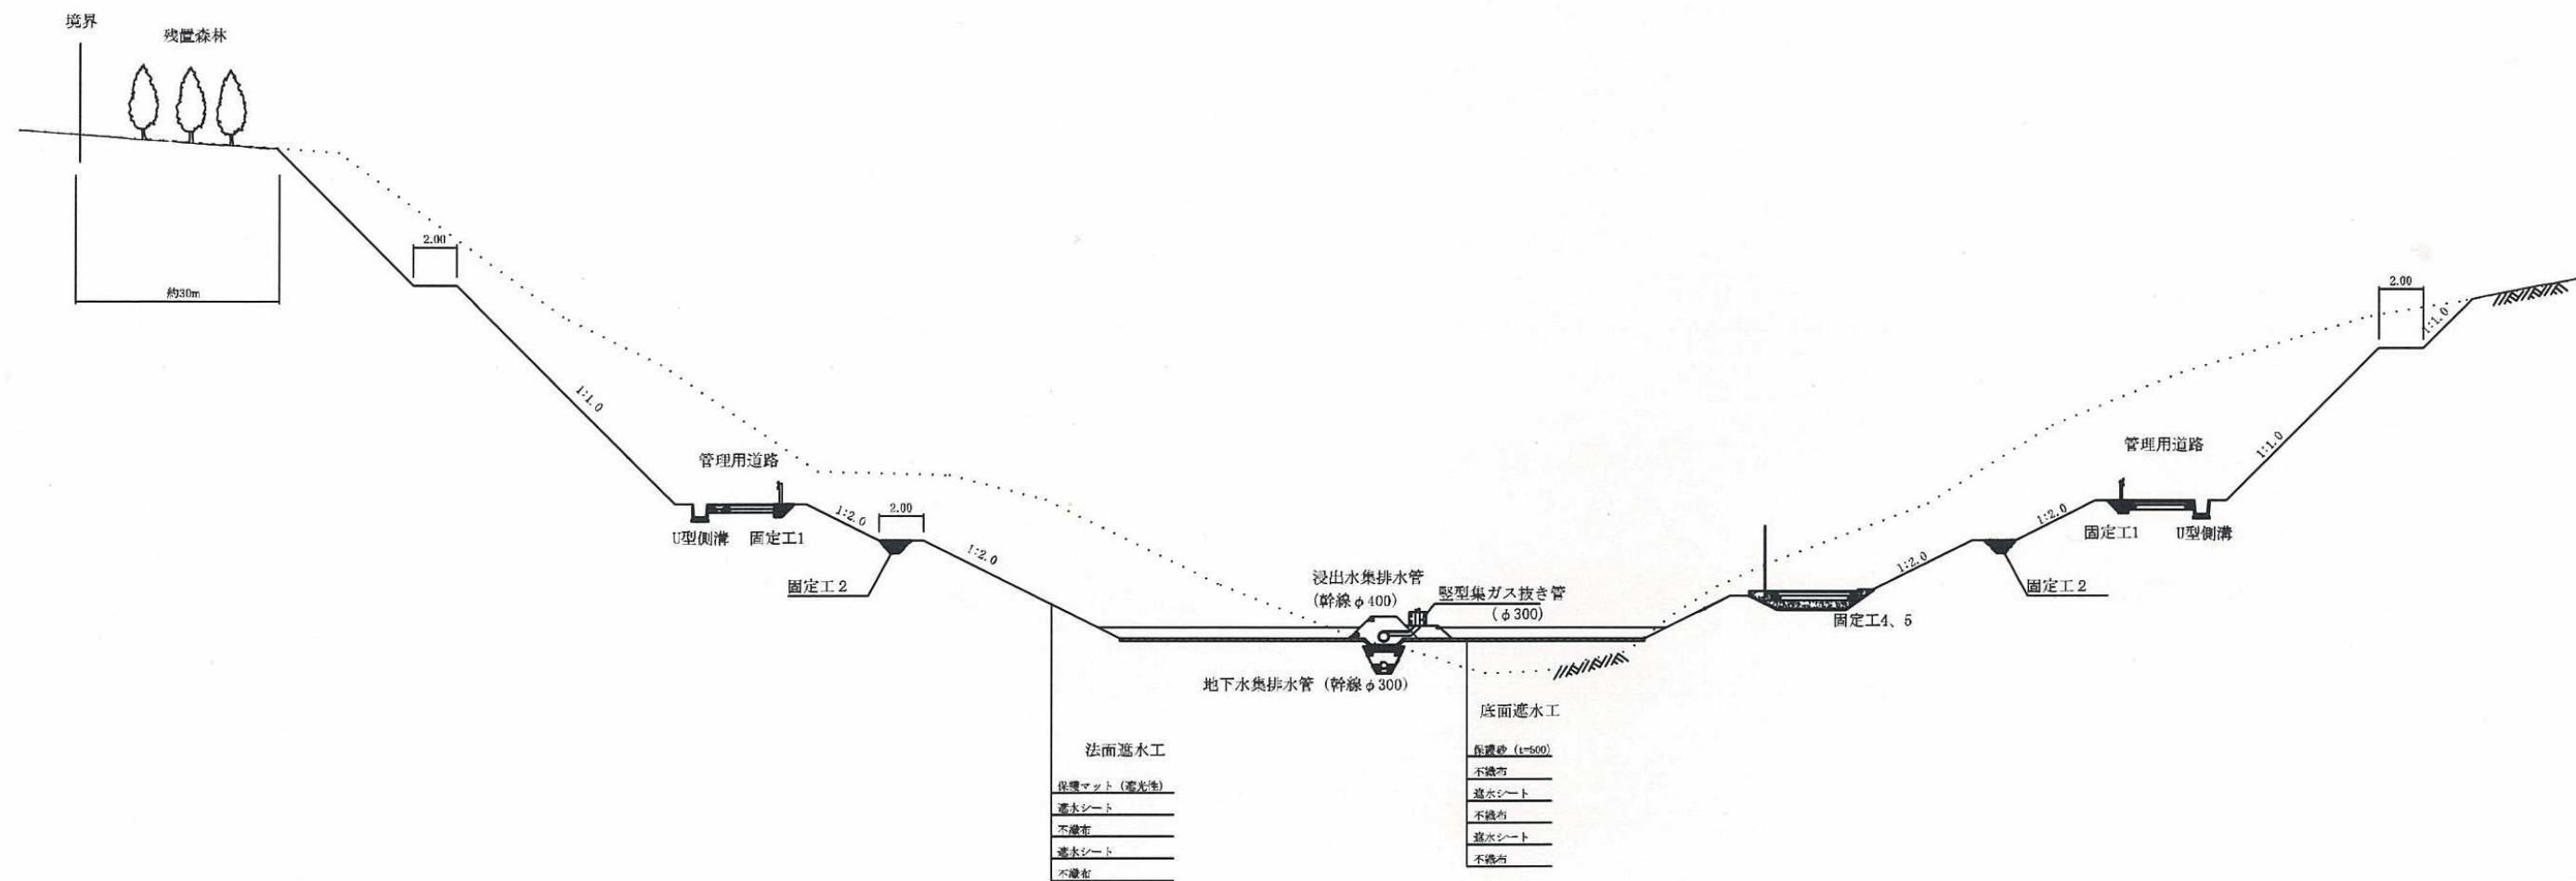 境界
残置森林
約30m
2.00
1:1.0
管理用道路
U型側溝
固定工1
1:2.0
2.00
固定工2
1:2.0
浸出水集排水管
(幹線φ400)
竪型集ガス抜き管
(φ300)
地下水集排水管 (幹線φ300)
法面遮水工
保護マット (遮光性)
遮水シート
不織布
遮水シート
不織布
底面遮水工
保護砂 (t=500)
不織布
遮水シート
不織布
遮水シート
不織布
固定工4、5
1:2.0
固定工2
1:2.0
管理用道路
固定工1
U型側溝
1:1.0
2.00
1:1.0